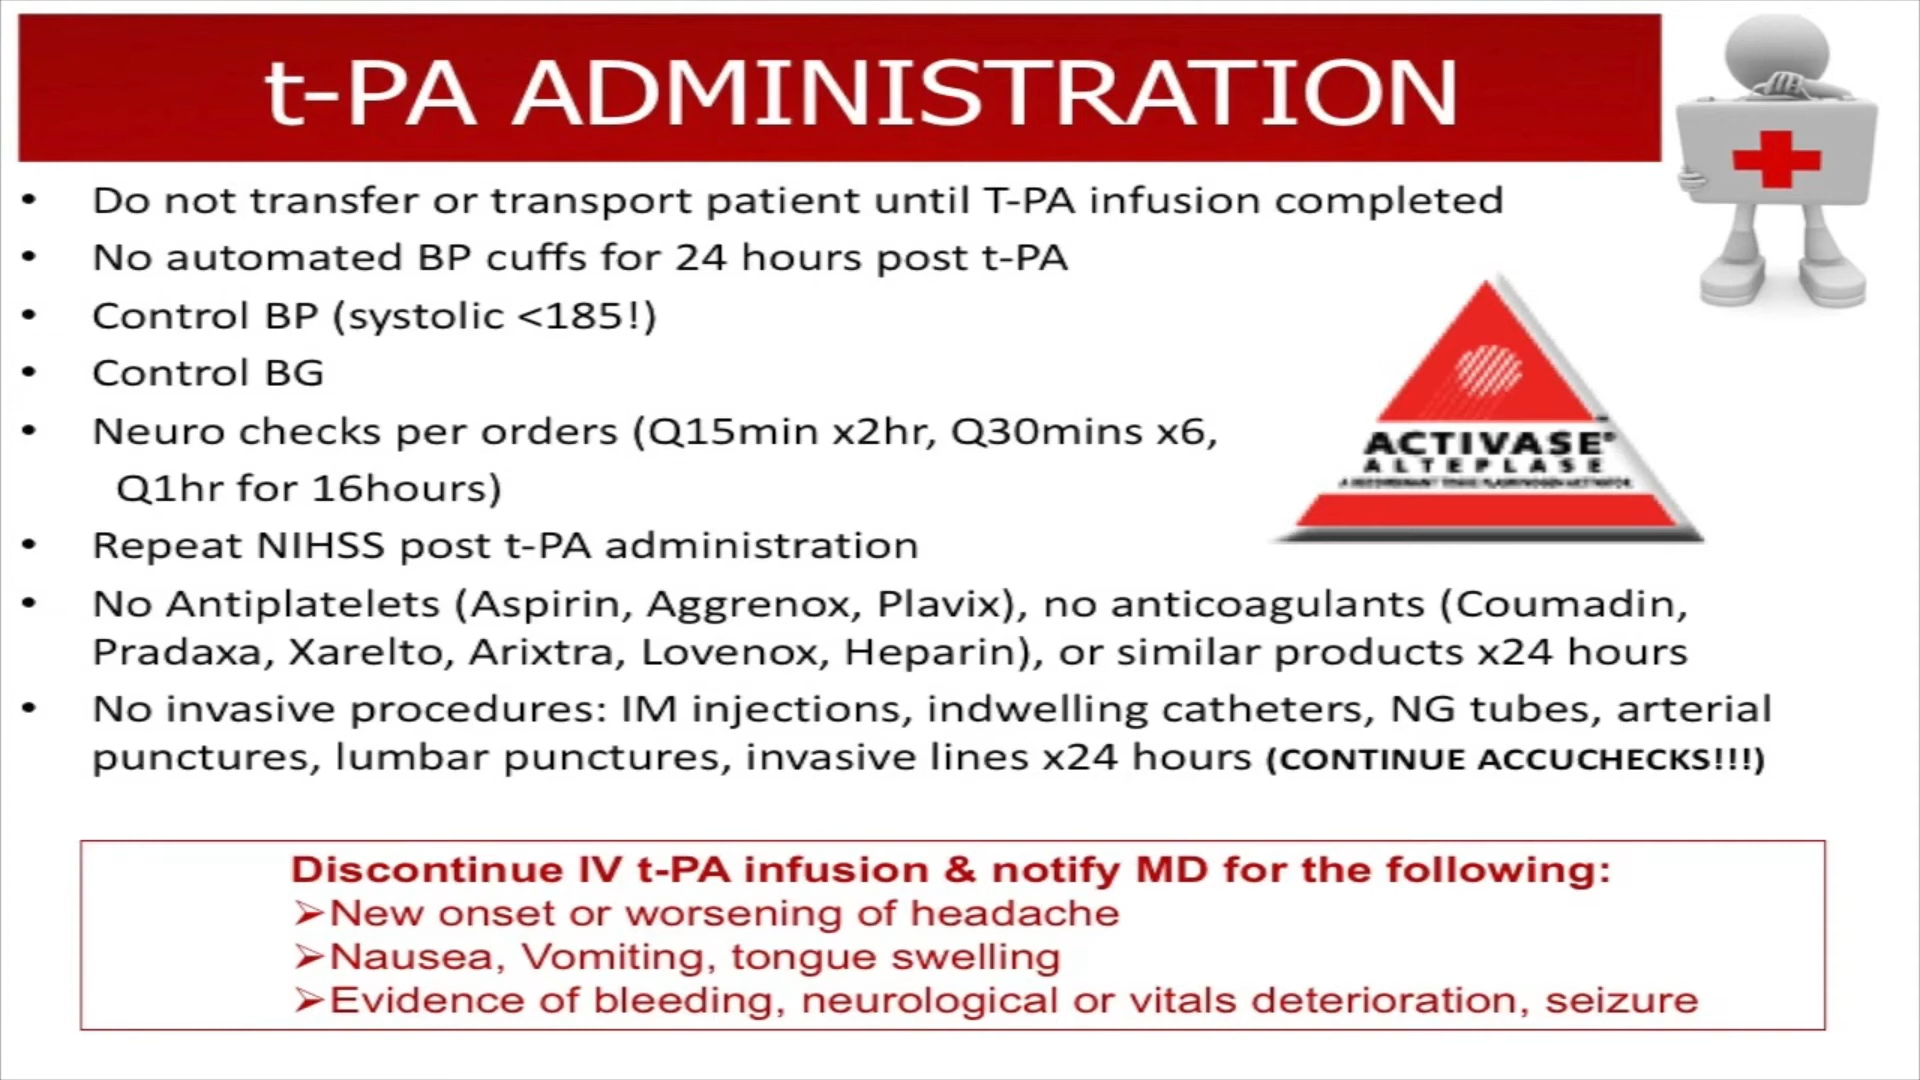 t-PA ADMINISTRATION
• Do not transfer or transport patient until T-PA infusion completed
• No automated BP cuffs for 24 hours post t-PA
• Control BP (systolic <185!)
• Control BG
• Neuro checks per orders (Q15min x2hr, Q30mins x6,
Q1hr for 16hours)
ACTIVASE®
ALTEPLASE
A RECOMBINANT TISSUE PLASMINOGEN ACTIVATOR
• Repeat NIHSS post t-PA administration
• No Antiplatelets (Aspirin, Aggrenox, Plavix), no anticoagulants (Coumadin,
Pradaxa, Xarelto, Arixtra, Lovenox, Heparin), or similar products x24 hours
• No invasive procedures: IM injections, indwelling catheters, NG tubes, arterial
punctures, lumbar punctures, invasive lines x24 hours (CONTINUE ACCUCHECKS!!!)
Discontinue IV t-PA infusion & notify MD for the following:
➢New onset or worsening of headache
➢Nausea, Vomiting, tongue swelling
➢Evidence of bleeding, neurological or vitals deterioration, seizure